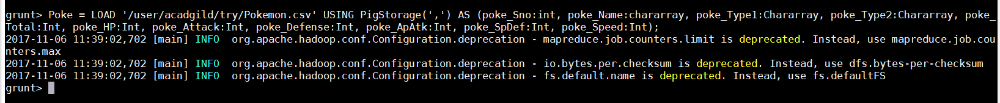 grunt> Poke = LOAD '/user/acadgild/try/Pokemon.csv' USING PigStorage(',') AS (poke_Sno:int, poke_Name:chararray, poke_Type1:Chararray, poke_Type2:Chararray, poke_
Total:Int, poke_HP:Int, poke_Attack:Int, poke_Defense:Int, poke_ApAtk:Int, poke_SpDef:Int, poke_Speed:Int);
2017-11-06 11:39:02,702 [main] INFO  org.apache.hadoop.conf.Configuration.deprecation - mapreduce.job.counters.limit is deprecated. Instead, use mapreduce.job.cou
nters.max
2017-11-06 11:39:02,702 [main] INFO  org.apache.hadoop.conf.Configuration.deprecation - io.bytes.per.checksum is deprecated. Instead, use dfs.bytes-per-checksum
2017-11-06 11:39:02,702 [main] INFO  org.apache.hadoop.conf.Configuration.deprecation - fs.default.name is deprecated. Instead, use fs.defaultFS
grunt>